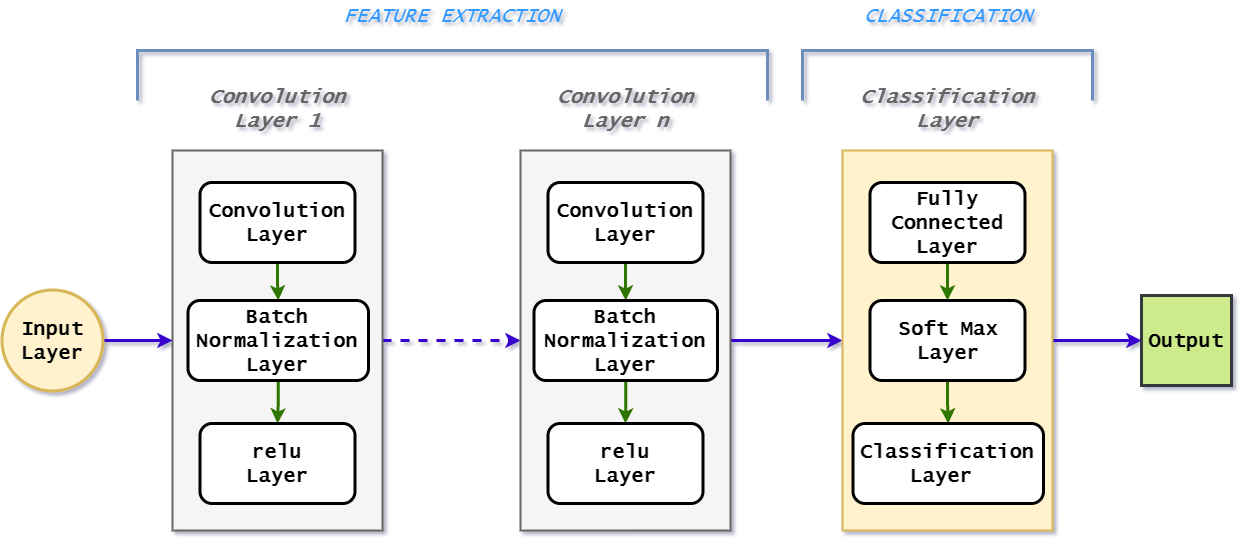 FEATURE EXTRACTION
CLASSIFICATION
Convolution
Layer 1
Convolution
Layer n
Classification
Layer
Input
Layer
Convolution
Layer
Batch
Normalization
Layer
relu
Layer
Convolution
Layer
Batch
Normalization
Layer
relu
Layer
Fully
Connected
Layer
Soft Max
Layer
Classification
Layer
Output